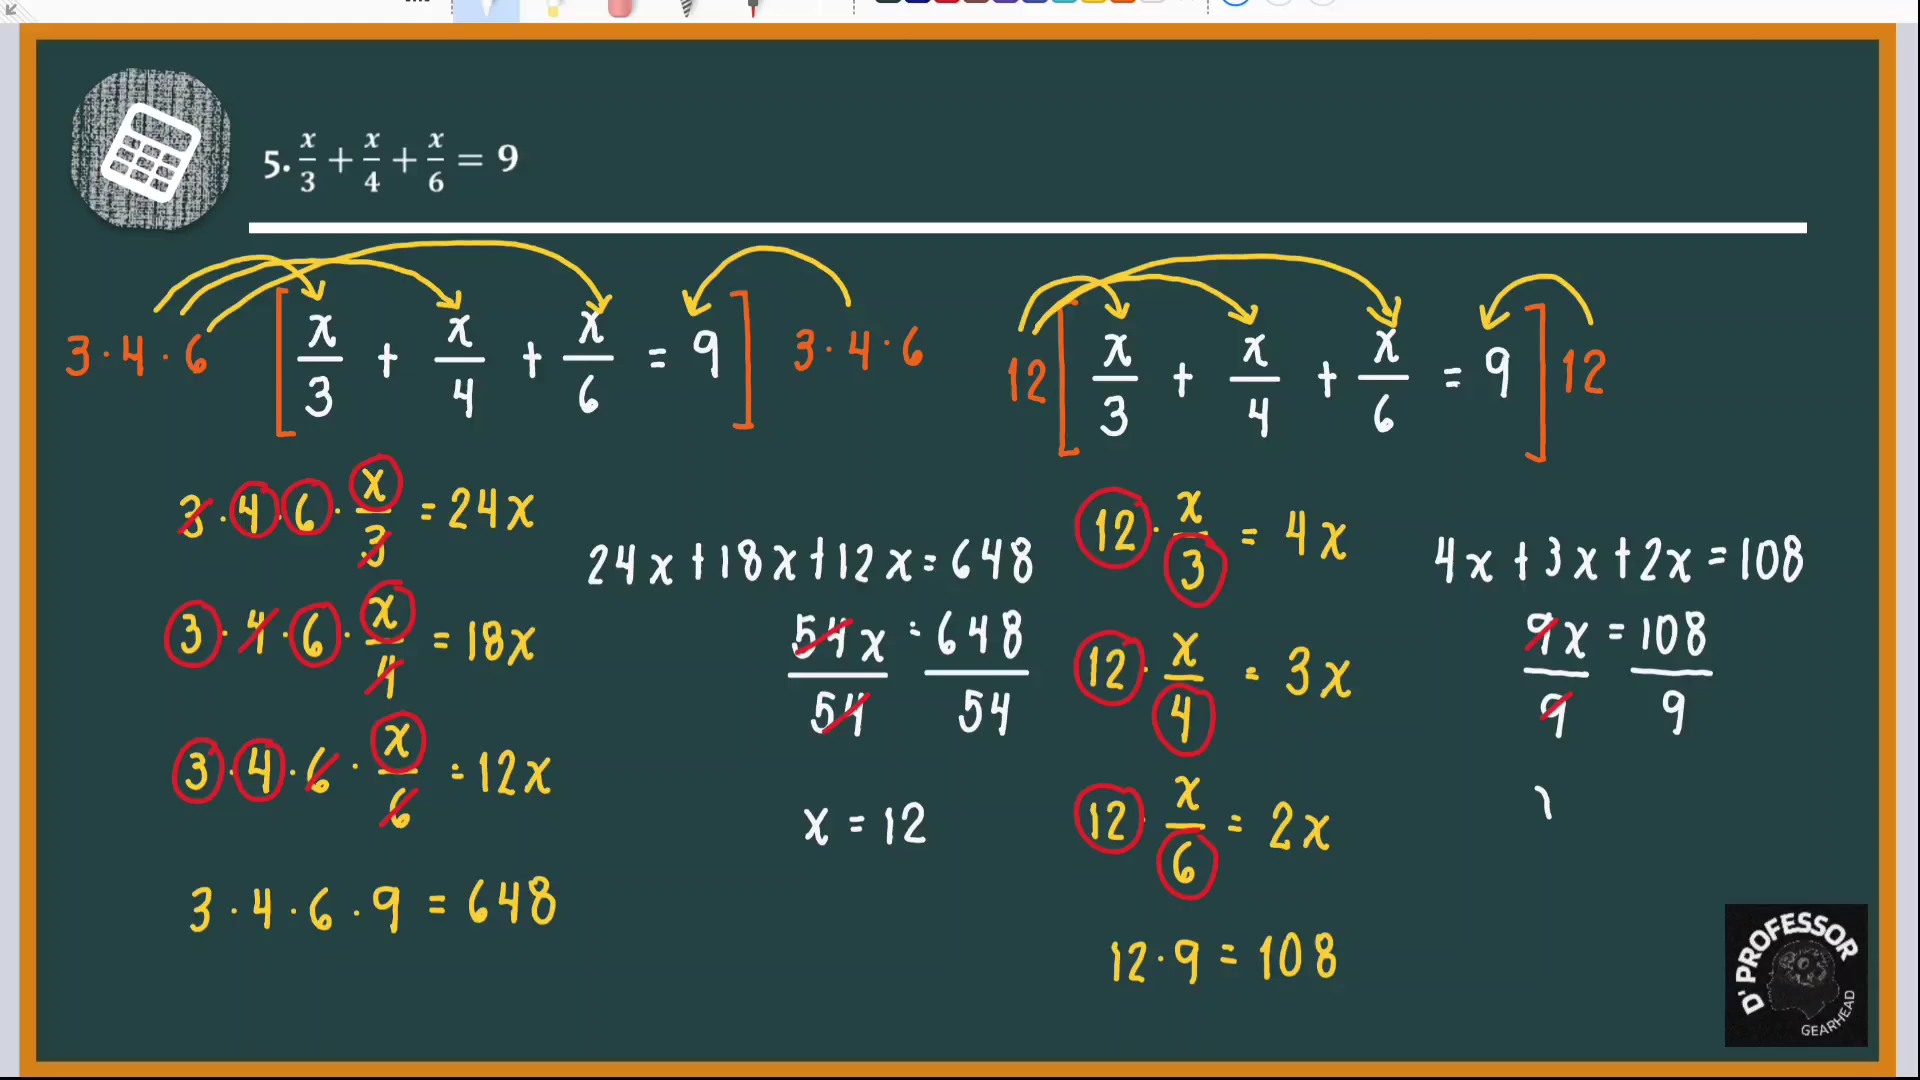 5. x/3 + x/4 + x/6 = 9
3 · 4 · 6 [ x/3 + x/4 + x/6 = 9 ] 3 · 4 · 6
3 · 4 · 6 · x/3 = 24x
3 · 4 · 6 · x/4 = 18x
3 · 4 · 6 · x/6 = 12x
3 · 4 · 6 · 9 = 648
24x + 18x + 12x = 648
54x/54 = 648/54
x = 12
12 [ x/3 + x/4 + x/6 = 9 ] 12
12 · x/3 = 4x
12 · x/4 = 3x
12 · x/6 = 2x
12 · 9 = 108
4x + 3x + 2x = 108
9x/9 = 108/9
D' PROFESSOR
GEARHEAD